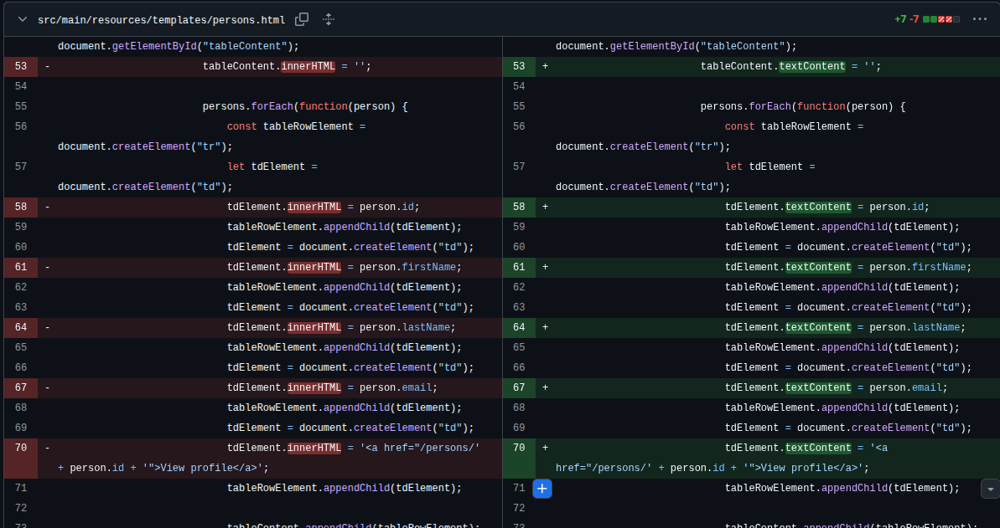 src/main/resources/templates/persons.html
+7 -7
document.getElementById("tableContent");
53 - tableContent.innerHTML = '';
54
55 persons.forEach(function(person) {
56 const tableRowElement =
document.createElement("tr");
57 let tdElement =
document.createElement("td");
58 - tdElement.innerHTML = person.id;
59 tableRowElement.appendChild(tdElement);
60 tdElement = document.createElement("td");
61 - tdElement.innerHTML = person.firstName;
62 tableRowElement.appendChild(tdElement);
63 tdElement = document.createElement("td");
64 - tdElement.innerHTML = person.lastName;
65 tableRowElement.appendChild(tdElement);
66 tdElement = document.createElement("td");
67 - tdElement.innerHTML = person.email;
68 tableRowElement.appendChild(tdElement);
69 tdElement = document.createElement("td");
70 - tdElement.innerHTML = '<a href="/persons/'
+ person.id + '">View profile</a>';
71 tableRowElement.appendChild(tdElement);
72
73 tableContent.appendChild(tableRowElement);
document.getElementById("tableContent");
53 + tableContent.textContent = '';
54
55 persons.forEach(function(person) {
56 const tableRowElement =
document.createElement("tr");
57 let tdElement =
document.createElement("td");
58 + tdElement.textContent = person.id;
59 tableRowElement.appendChild(tdElement);
60 tdElement = document.createElement("td");
61 + tdElement.textContent = person.firstName;
62 tableRowElement.appendChild(tdElement);
63 tdElement = document.createElement("td");
64 + tdElement.textContent = person.lastName;
65 tableRowElement.appendChild(tdElement);
66 tdElement = document.createElement("td");
67 + tdElement.textContent = person.email;
68 tableRowElement.appendChild(tdElement);
69 tdElement = document.createElement("td");
70 + tdElement.textContent = '<a
href="/persons/' + person.id + '">View profile</a>';
71 tableRowElement.appendChild(tdElement);
72
73 tableContent.appendChild(tableRowElement);